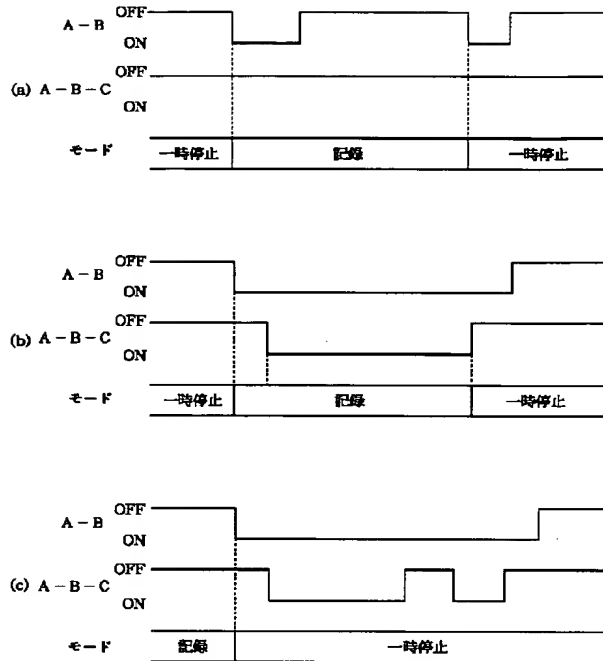 OFF
A－B
ON
OFF
(a) A－B－C
ON
モード 一時停止 記録 一時停止
OFF
A－B
ON
OFF
(b) A－B－C
ON
モード 一時停止 記録 一時停止
OFF
A－B
ON
OFF
(c) A－B－C
ON
モード 記録 一時停止